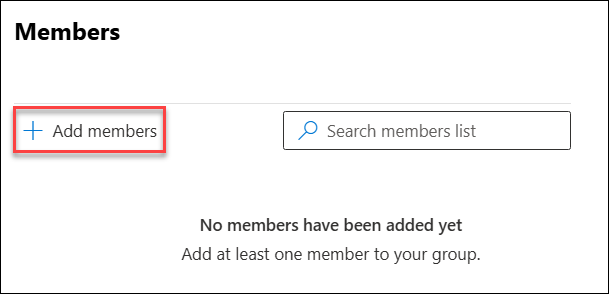 Members
Add members
Search members list
No members have been added yet
Add at least one member to your group.